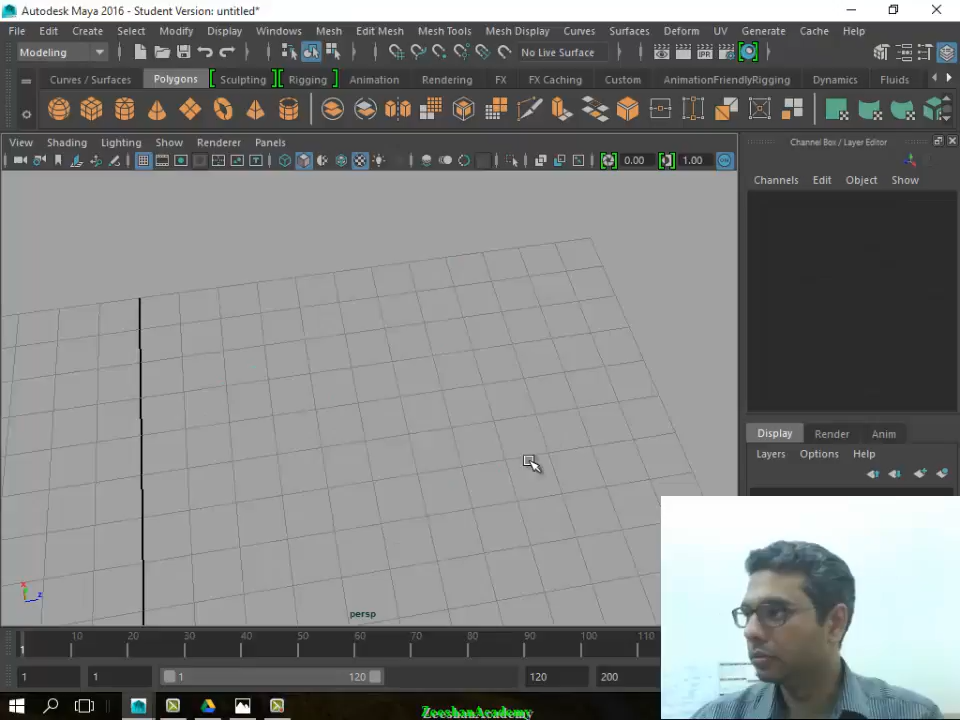 Autodesk Maya 2016 - Student Version: untitled*
File Edit Create Select Modify Display Windows Mesh Edit Mesh Mesh Tools Mesh Display Curves Surfaces Deform UV Generate Cache Help
Modeling No Live Surface
Curves / Surfaces Polygons Sculpting Rigging Animation Rendering FX FX Caching Custom AnimationFriendlyRigging Dynamics Fluids
View Shading Lighting Show Renderer Panels
Channel Box / Layer Editor
0.00 1.00
Channels Edit Object Show
Display Render Anim
Layers Options Help
x
z
persp
10 20 30 40 50 60 70 80 90 100 110
1
1 1 1 120 120 200
ZeeshanAcademy